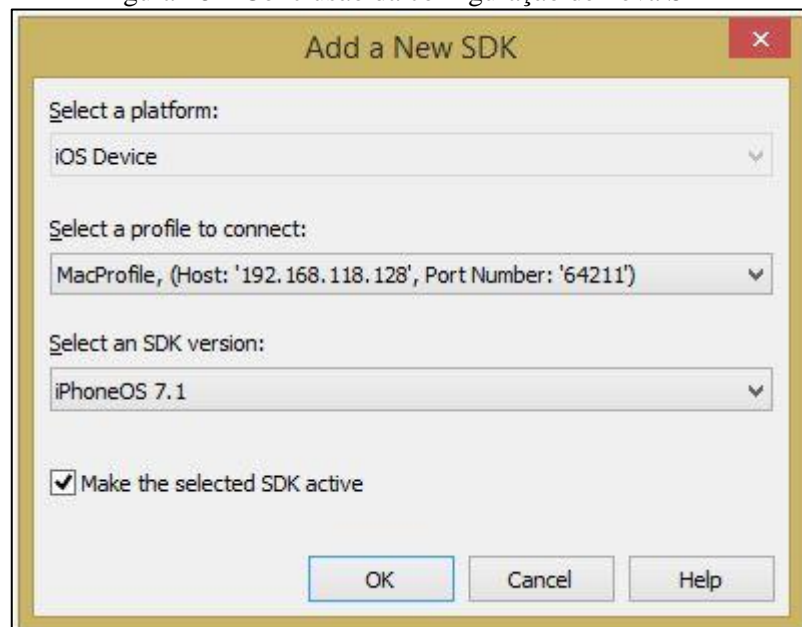 Add a New SDK
Select a platform:
iOS Device
Select a profile to connect:
MacProfile, (Host: '192.168.118.128', Port Number: '64211')
Select an SDK version:
iPhoneOS 7.1
Make the selected SDK active
OK Cancel Help